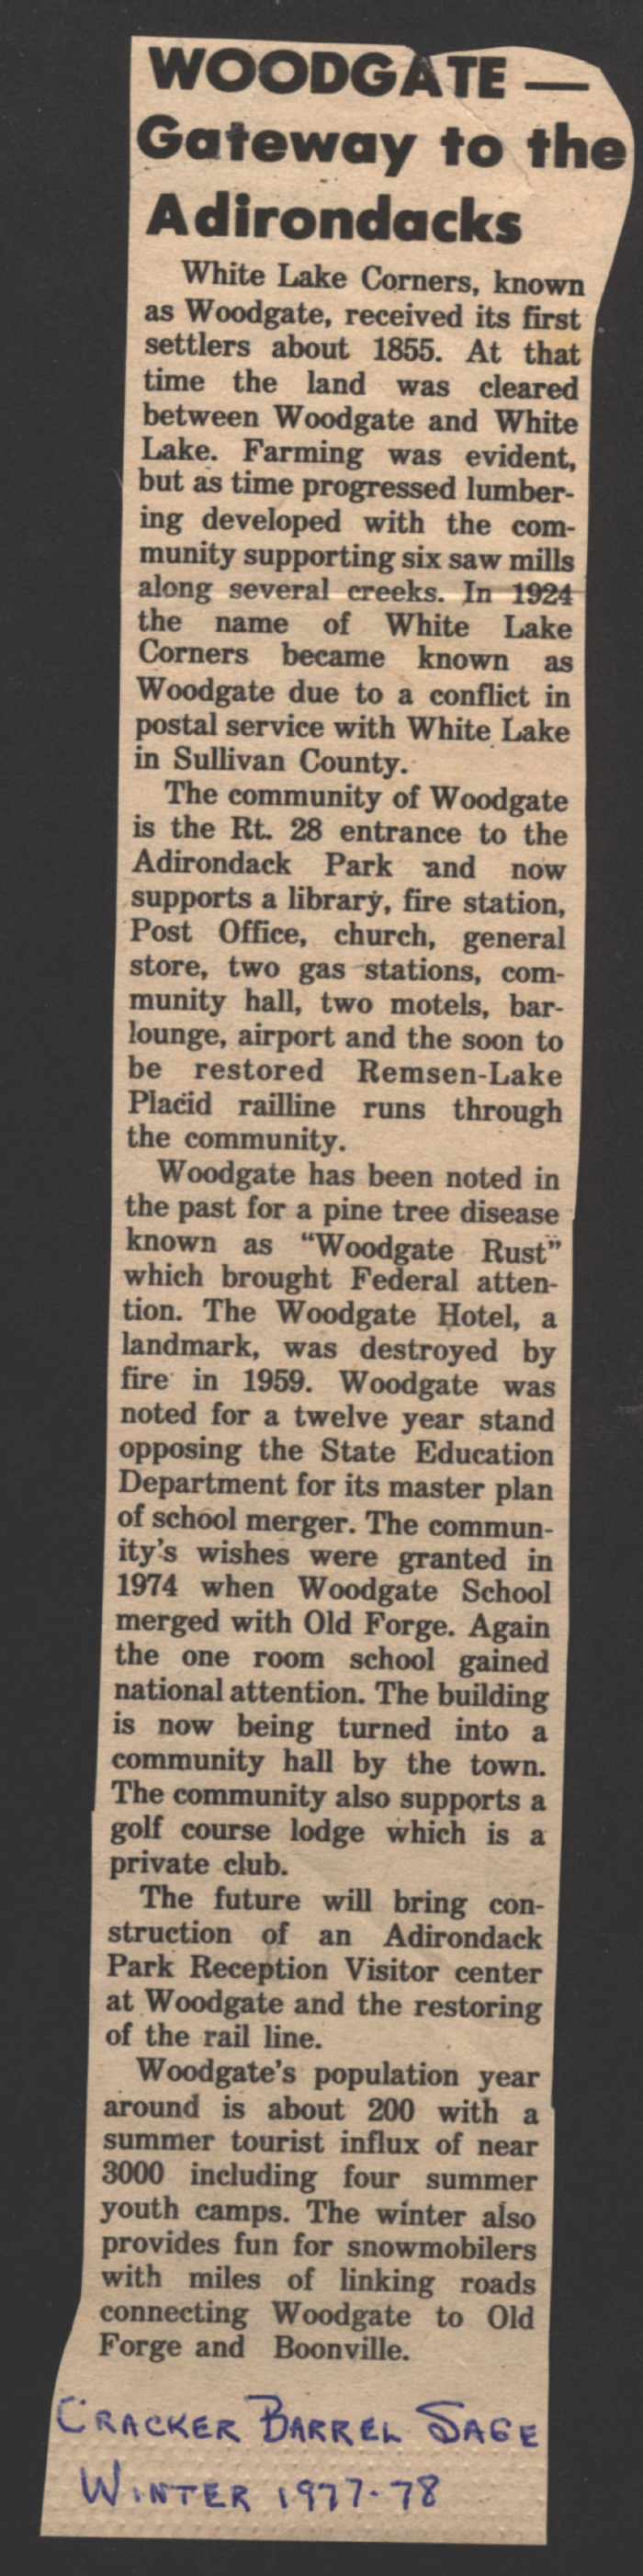 WOODGATE —
Gateway to the
Adirondacks
White Lake Corners, known
as Woodgate, received its first
settlers about 1855. At that
time the land was cleared
between Woodgate and White
Lake. Farming was evident,
but as time progressed lumber-
ing developed with the com-
munity supporting six saw mills
along several creeks. In 1924
the name of White Lake
Corners became known as
Woodgate due to a conflict in
postal service with White Lake
in Sullivan County.
The community of Woodgate
is the Rt. 28 entrance to the
Adirondack Park and now
supports a library, fire station,
Post Office, church, general
store, two gas stations, com-
munity hall, two motels, bar-
lounge, airport and the soon to
be restored Remsen-Lake
Placid railline runs through
the community.
Woodgate has been noted in
the past for a pine tree disease
known as “Woodgate Rust”
which brought Federal atten-
tion. The Woodgate Hotel, a
landmark, was destroyed by
fire in 1959. Woodgate was
noted for a twelve year stand
opposing the State Education
Department for its master plan
of school merger. The commun-
ity's wishes were granted in
1974 when Woodgate School
merged with Old Forge. Again
the one room school gained
national attention. The building
is now being turned into a
community hall by the town.
The community also supports a
golf course lodge which is a
private club.
The future will bring con-
struction of an Adirondack
Park Reception Visitor center
at Woodgate and the restoring
of the rail line.
Woodgate's population year
around is about 200 with a
summer tourist influx of near
3000 including four summer
youth camps. The winter also
provides fun for snowmobilers
with miles of linking roads
connecting Woodgate to Old
Forge and Boonville.
CRACKER BARREL SAGE
WINTER 1977-78